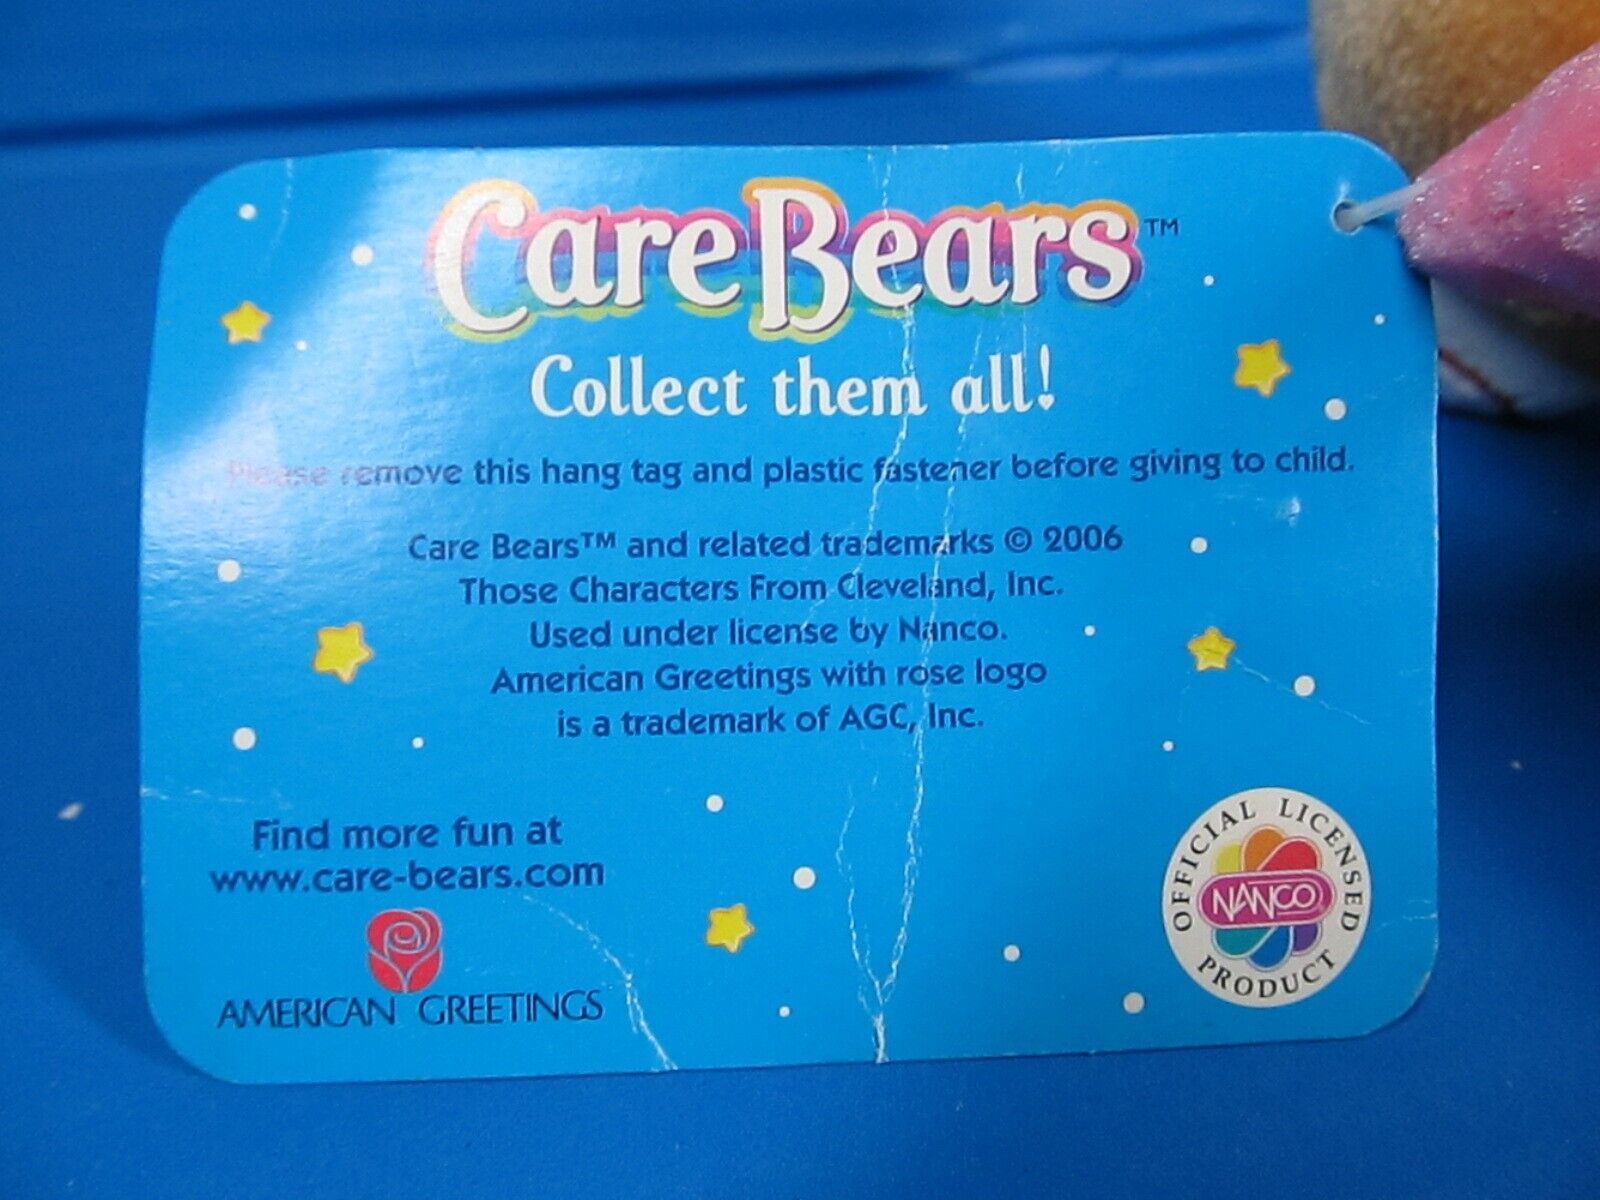 Care Bears™
Collect them all!
Please remove this hang tag and plastic fastener before giving to child.
Care Bears™ and related trademarks © 2006
Those Characters From Cleveland, Inc.
Used under license by Nanco.
American Greetings with rose logo
is a trademark of AGC, Inc.
Find more fun at
www.care-bears.com
AMERICAN GREETINGS
OFFICIAL LICENSED
NANCO
PRODUCT